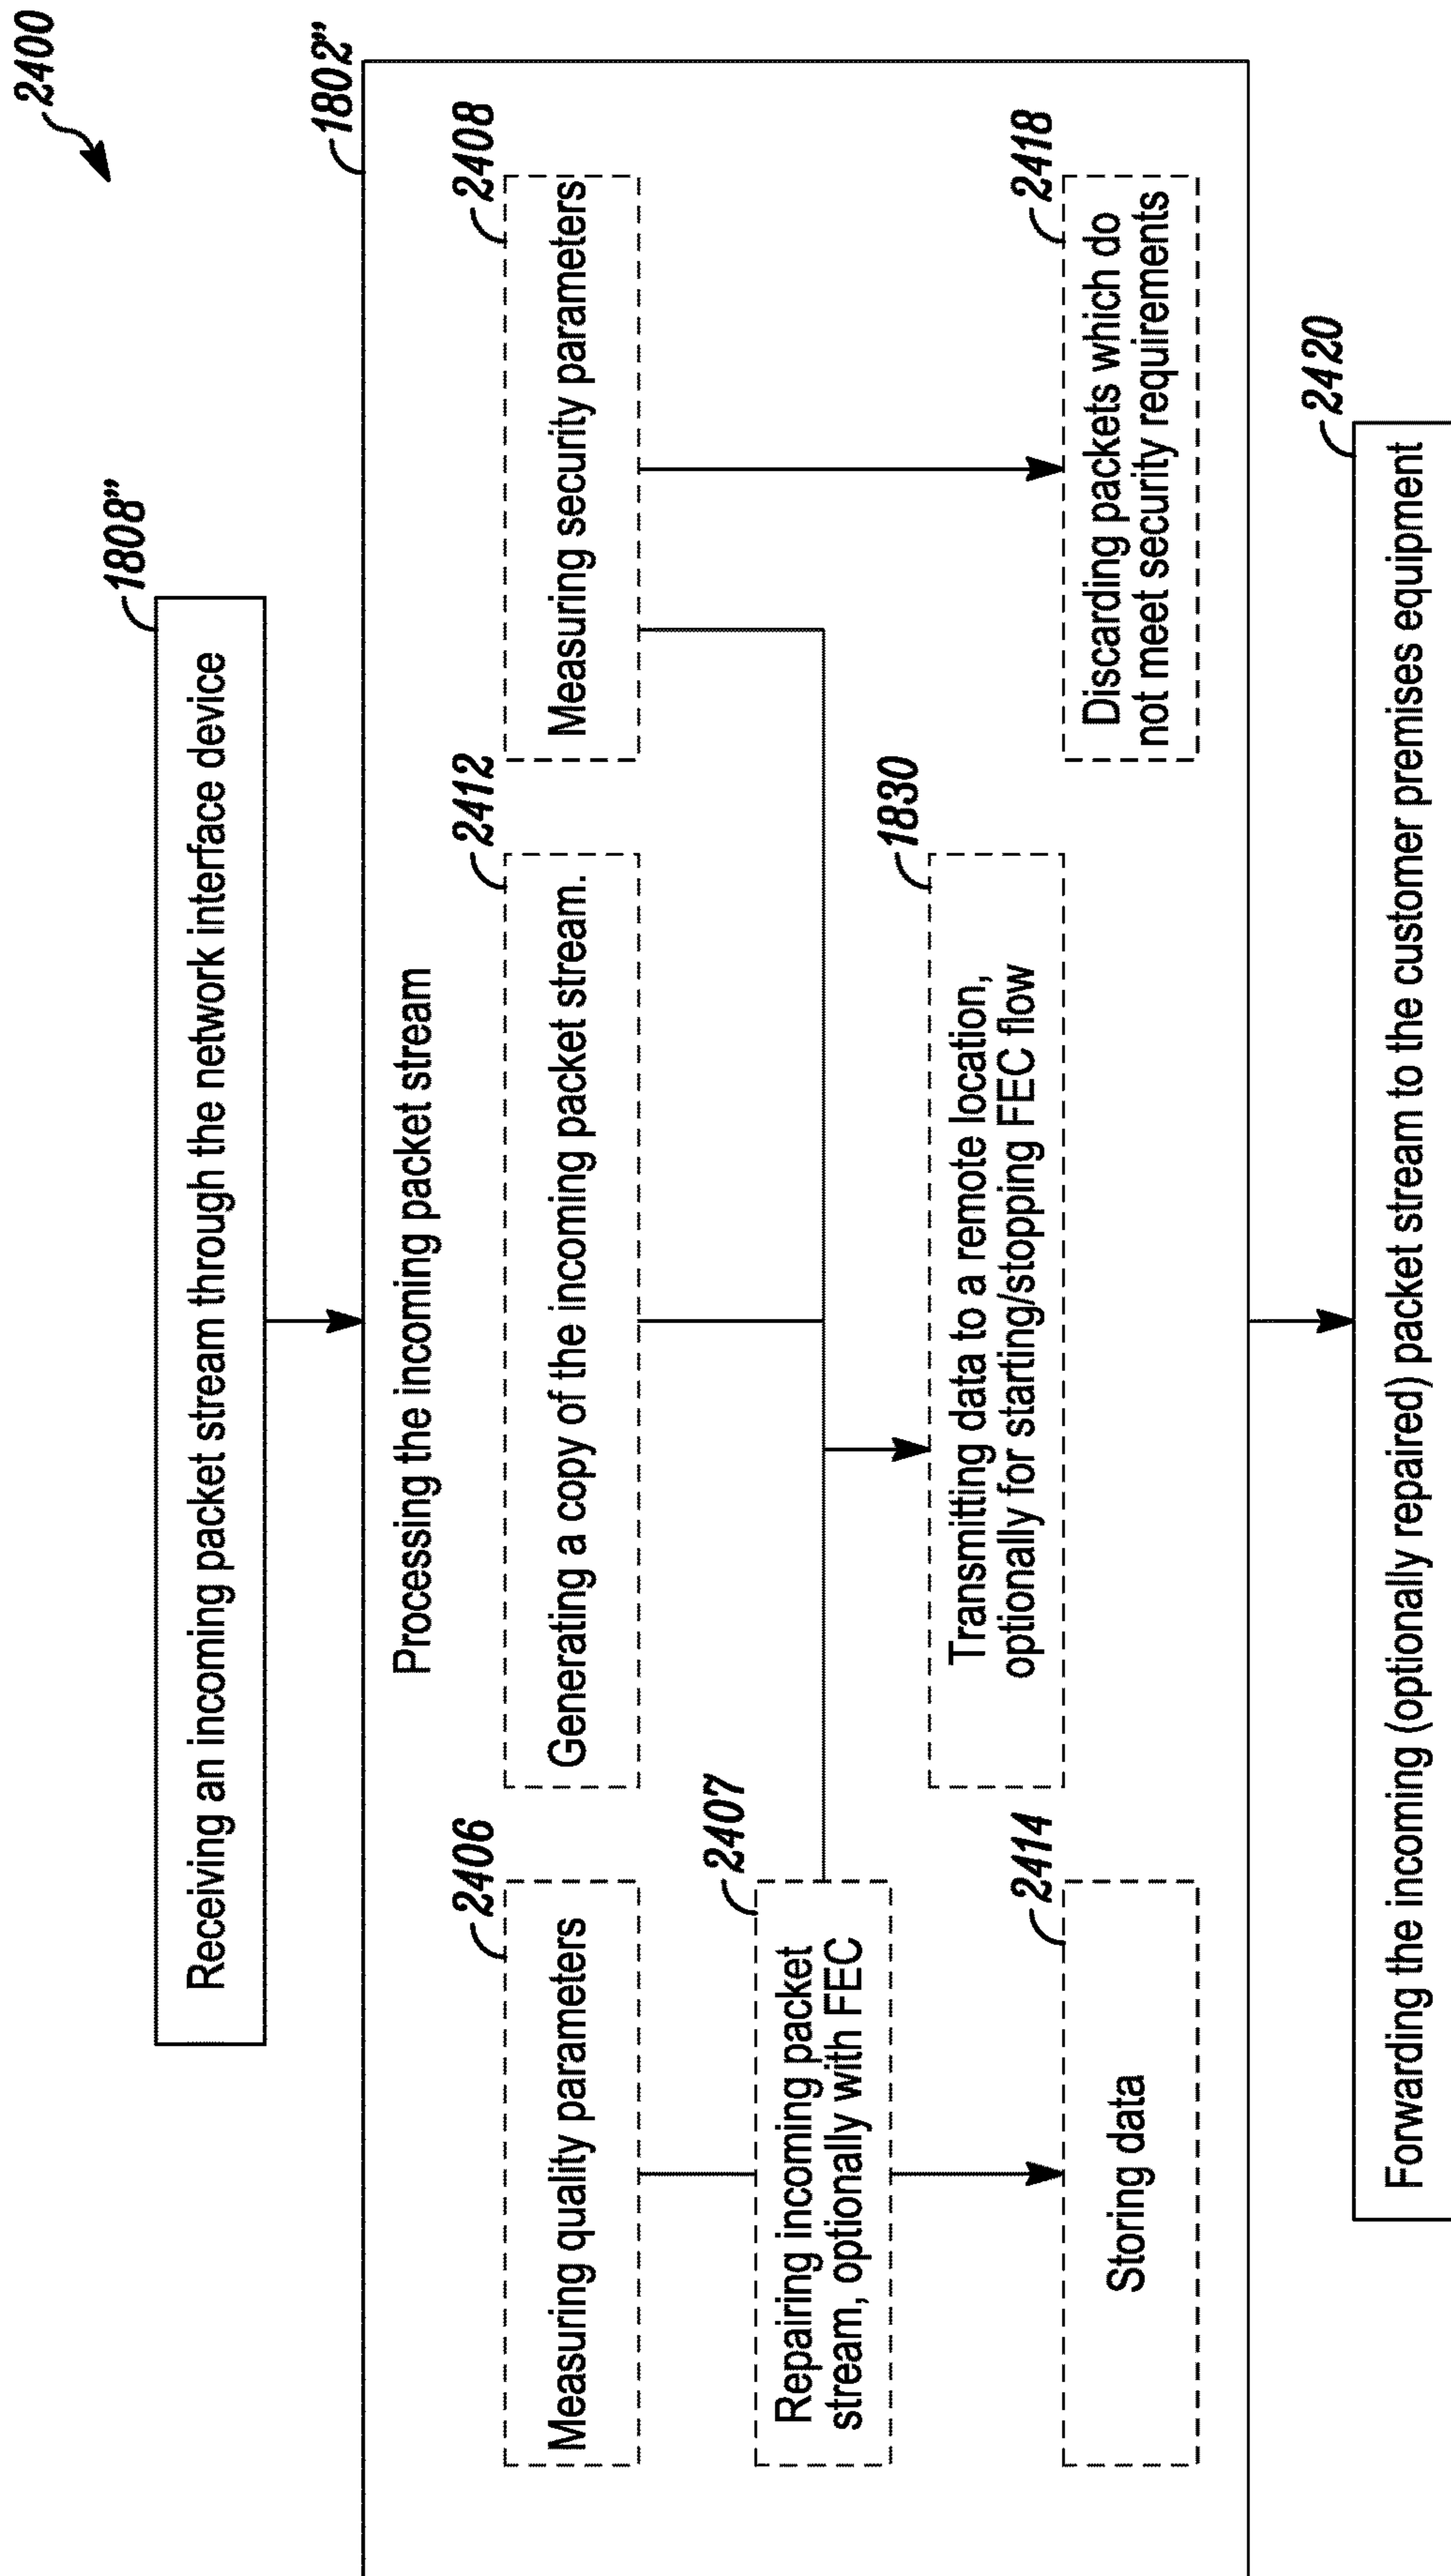 2400
1808”
Receiving an incoming packet stream through the network interface device
1802”
Processing the incoming packet stream
2406
Measuring quality parameters
2412
Generating a copy of the incoming packet stream.
2408
Measuring security parameters
2407
Repairing incoming packet
stream, optionally with FEC
1830
Transmitting data to a remote location,
optionally for starting/stopping FEC flow
2414
Storing data
2418
Discarding packets which do
not meet security requirements
2420
Forwarding the incoming (optionally repaired) packet stream to the customer premises equipment